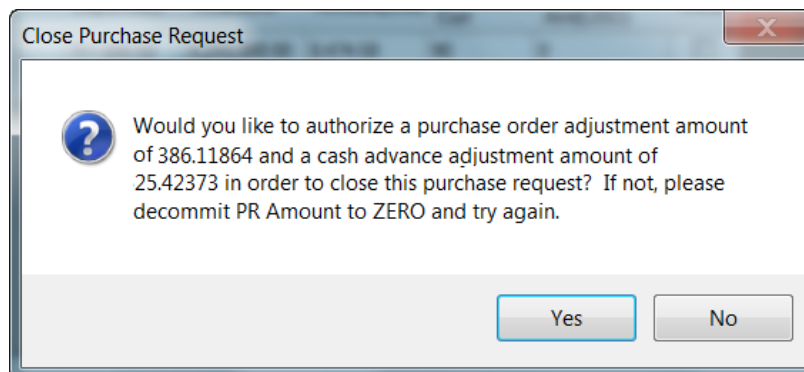 Close Purchase Request
Would you like to authorize a purchase order adjustment amount
of 386.11864 and a cash advance adjustment amount of
25.42373 in order to close this purchase request?  If not, please
decommit PR Amount to ZERO and try again.
Yes
No